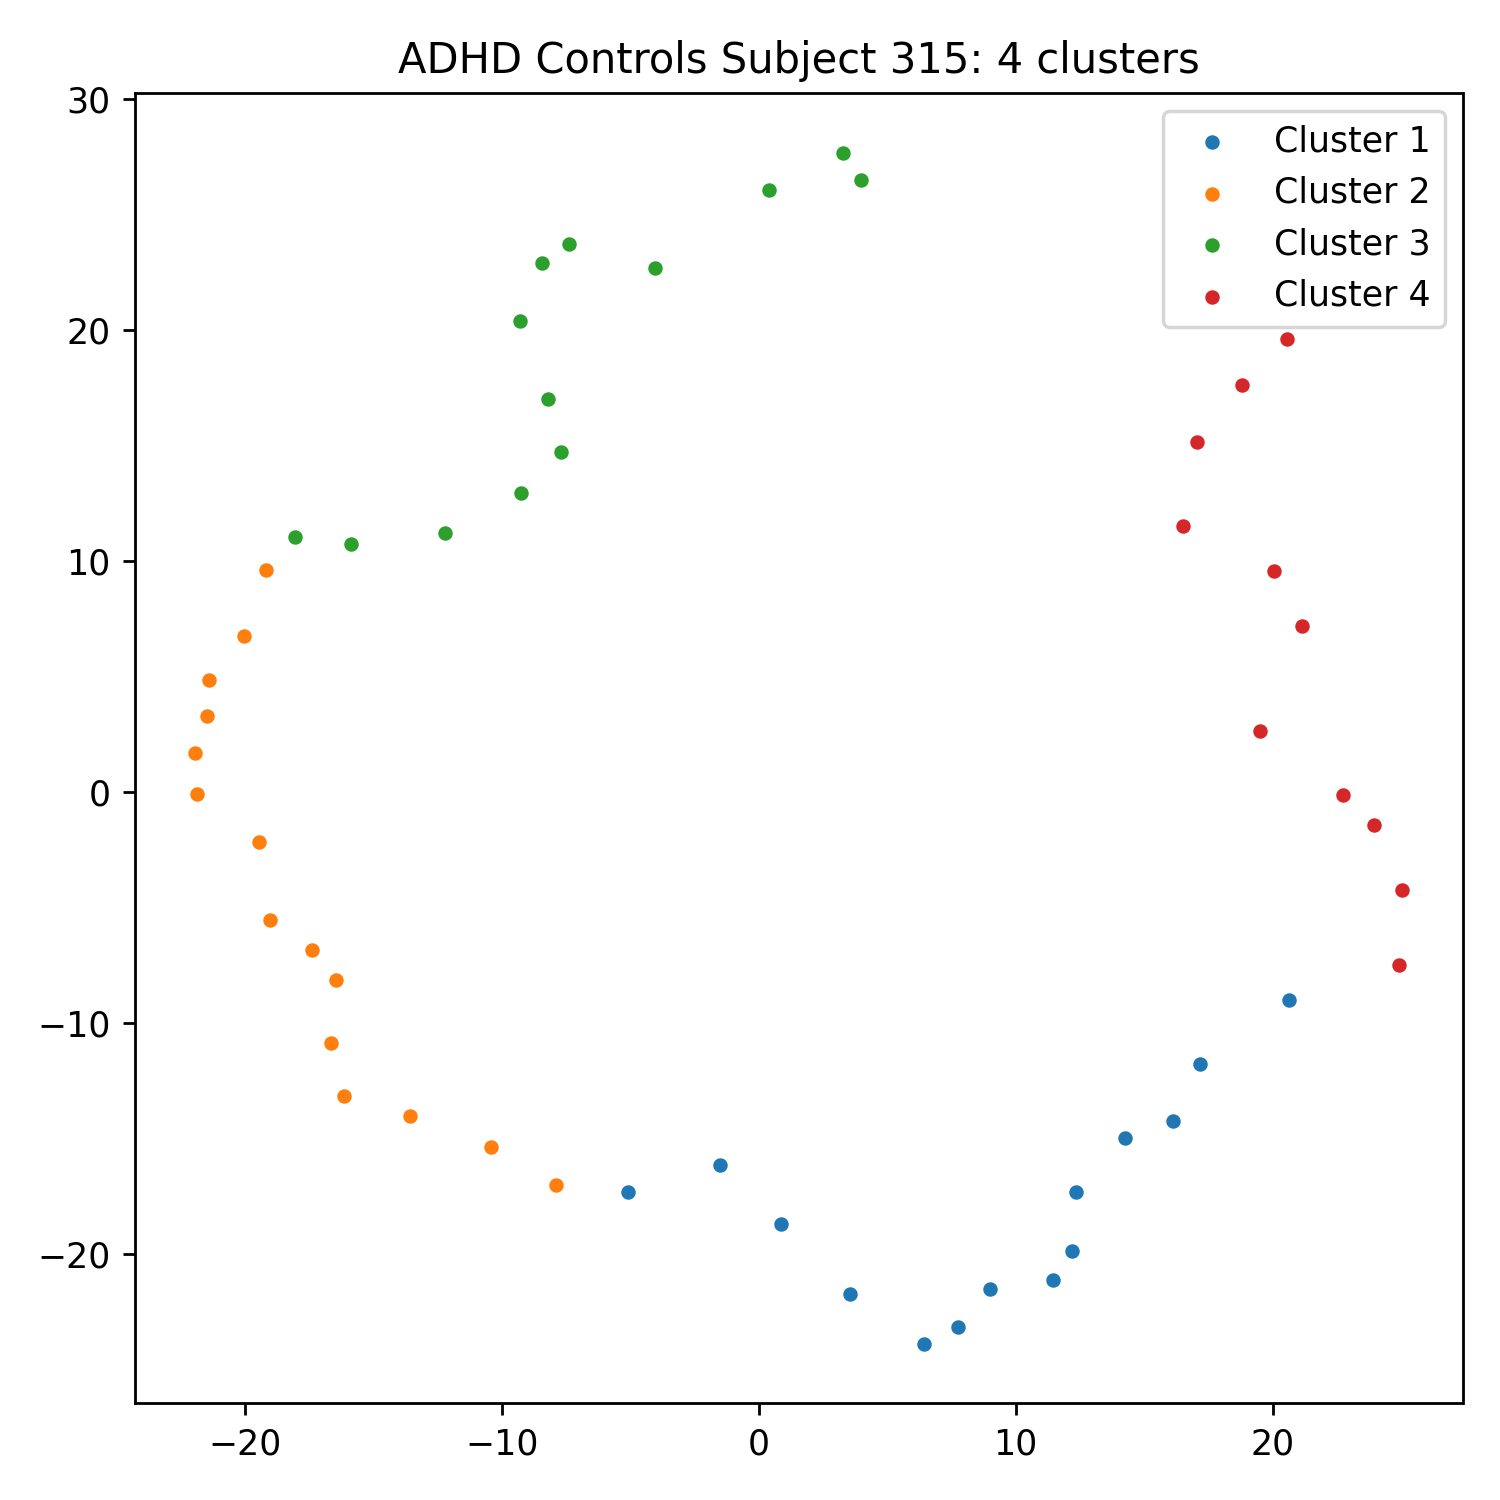 ADHD Controls Subject 315: 4 clusters
30
20
10
0
−10
−20
Cluster 1
Cluster 2
Cluster 3
Cluster 4
−20 −10 0 10 20